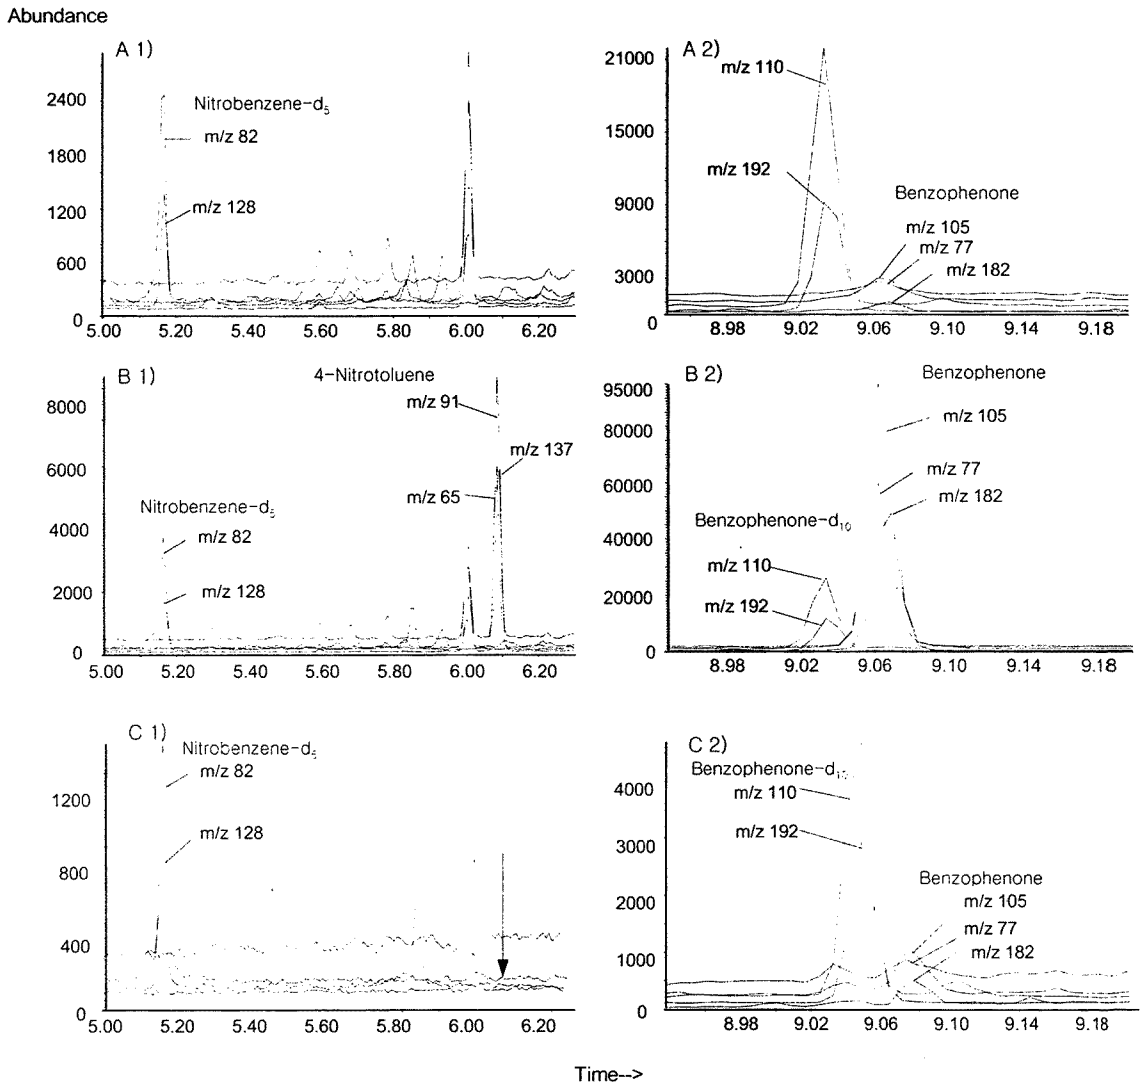 Abundance
A 1)
2400
1800
1200
600
0
Nitrobenzene-d5
m/z 82
m/z 128
5.00 5.20 5.40 5.60 5.80 6.00 6.20
A 2)
21000
15000
9000
3000
0
m/z 110
m/z 192
Benzophenone
m/z 105
m/z 77
m/z 182
8.98 9.02 9.06 9.10 9.14 9.18
B 1)
8000
6000
4000
2000
0
4-Nitrotoluene
m/z 91
m/z 137
m/z 65
Nitrobenzene-d5
m/z 82
m/z 128
5.00 5.20 5.40 5.60 5.80 6.00 6.20
B 2)
95000
80000
60000
40000
20000
0
Benzophenone
m/z 105
m/z 77
m/z 182
Benzophenone-d10
m/z 110
m/z 192
8.98 9.02 9.06 9.10 9.14 9.18
C 1)
1200
800
400
0
Nitrobenzene-d5
m/z 82
m/z 128
5.00 5.20 5.40 5.60 5.80 6.00 6.20
C 2)
4000
3000
2000
1000
0
Benzophenone-d10
m/z 110
m/z 192
Benzophenone
m/z 105
m/z 77
m/z 182
8.98 9.02 9.06 9.10 9.14 9.18
Time-->